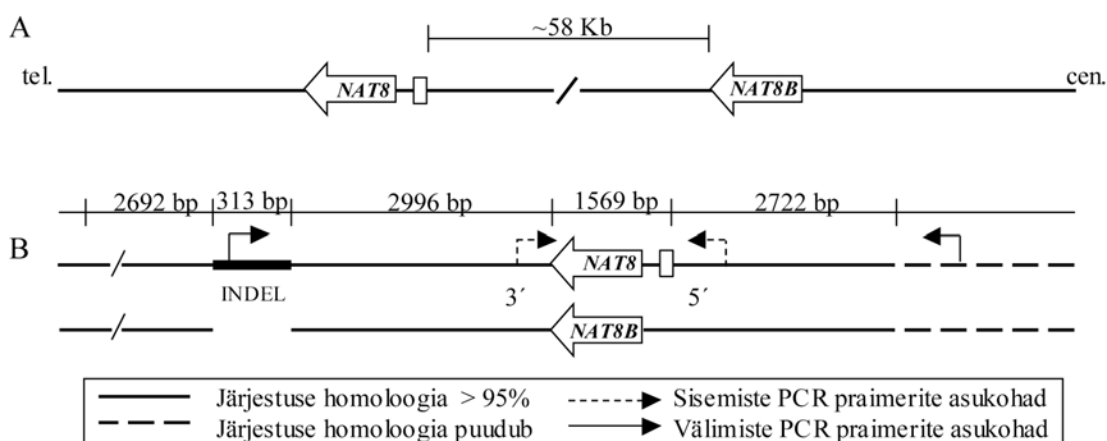 A
~58 Kb
tel. NAT8 NAT8B cen.
2692 bp 313 bp 2996 bp 1569 bp 2722 bp
B NAT8
INDEL 3´ 5´
NAT8B
Järjestuse homoloogia > 95% Sisemiste PCR praimerite asukohad
Järjestuse homoloogia puudub Välimiste PCR praimerite asukohad